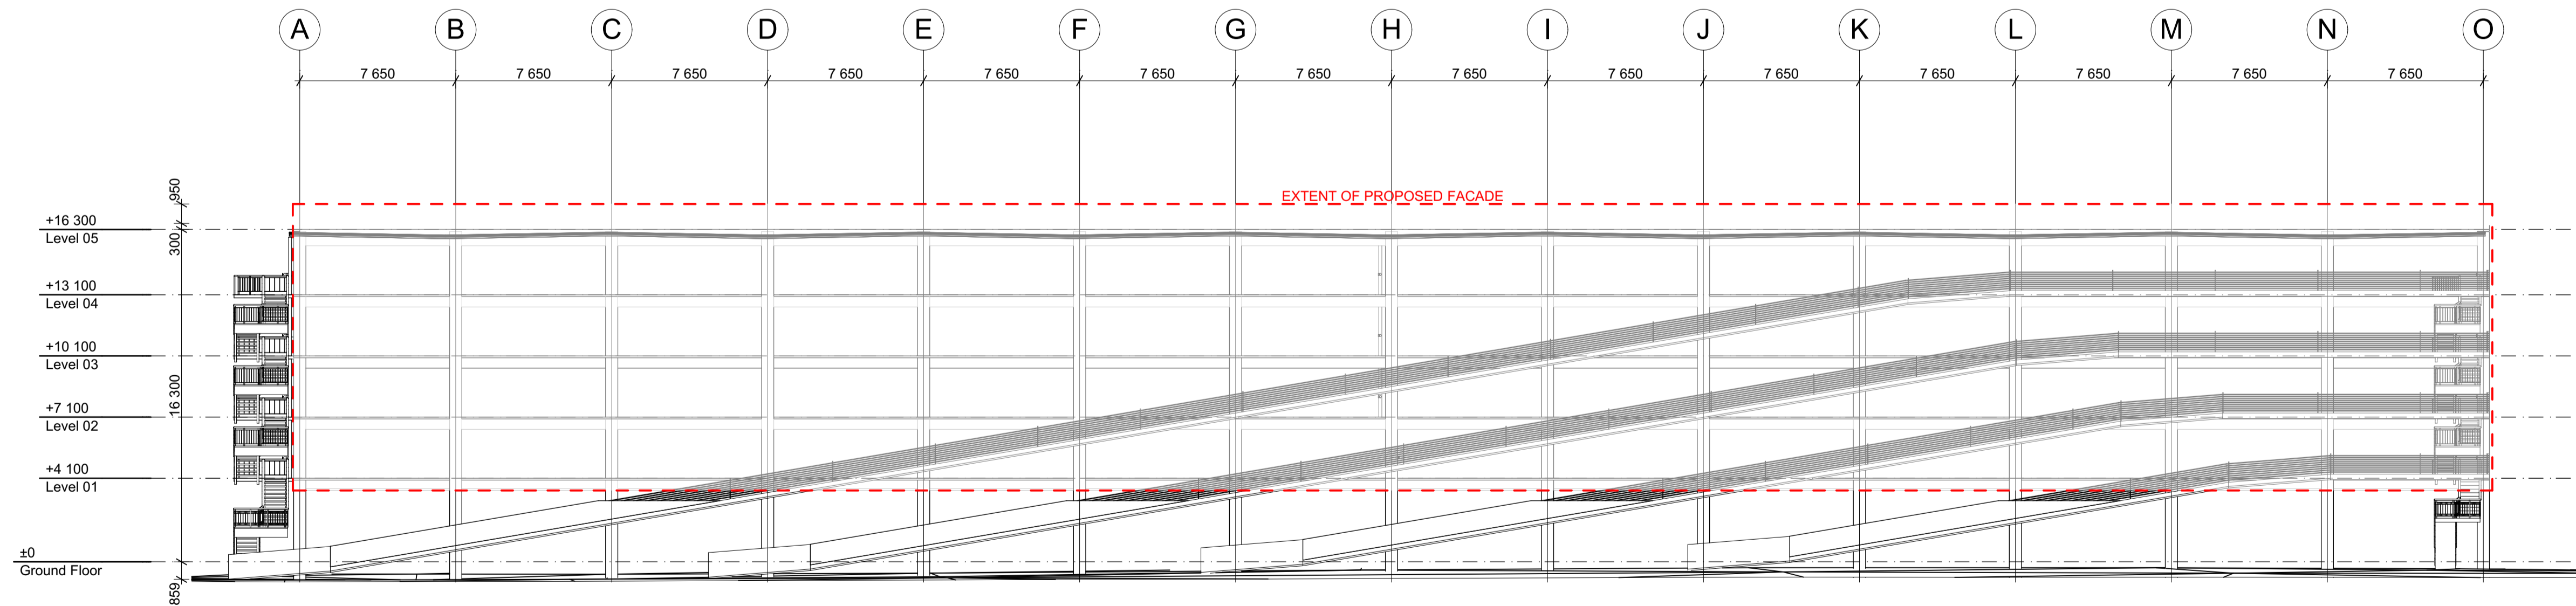 A B C D E F G H I J K L M N O
7 650 7 650 7 650 7 650 7 650 7 650 7 650 7 650 7 650 7 650 7 650 7 650 7 650 7 650
950
EXTENT OF PROPOSED FACADE
+16 300
Level 05
300
+13 100
Level 04
+10 100
Level 03
16 300
+7 100
Level 02
+4 100
Level 01
±0
Ground Floor
859